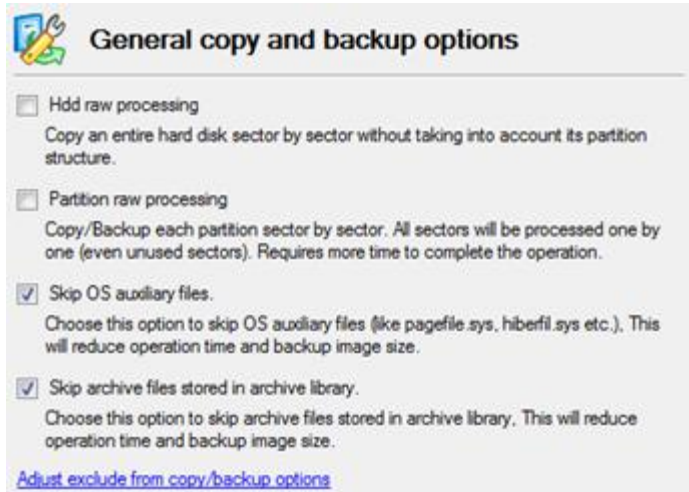 General copy and backup options
Hdd raw processing
Copy an entire hard disk sector by sector without taking into account its partition
structure.
Partition raw processing
Copy/Backup each partition sector by sector. All sectors will be processed one by
one (even unused sectors). Requires more time to complete the operation.
Skip OS auxiliary files.
Choose this option to skip OS auxiliary files (like pagefile.sys, hiberfil.sys etc.), This
will reduce operation time and backup image size.
Skip archive files stored in archive library.
Choose this option to skip archive files stored in archive library, This will reduce
operation time and backup image size.
Adjust exclude from copy/backup options